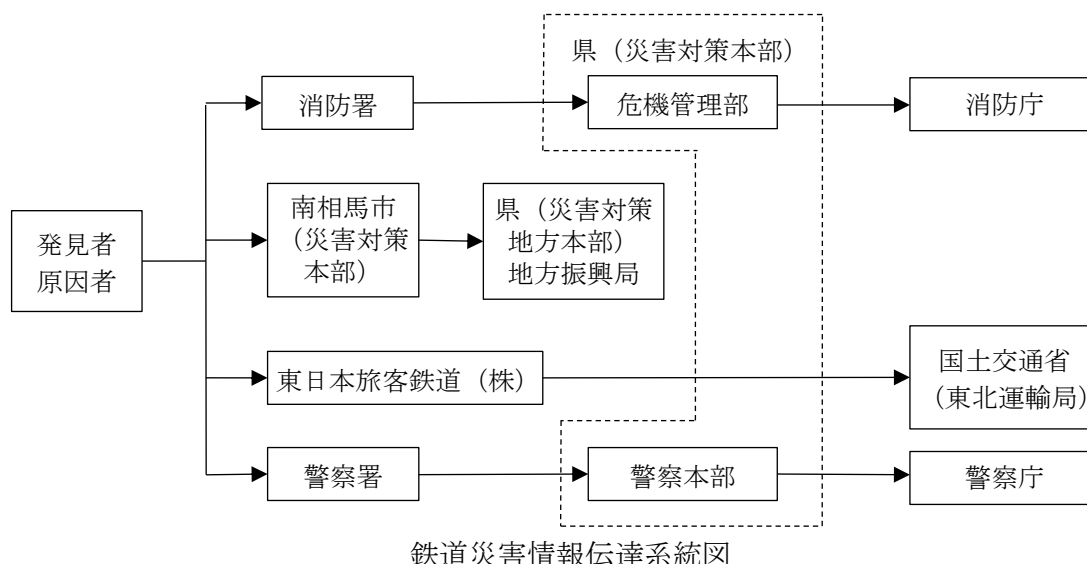 県（災害対策本部）
消防署
危機管理部
消防庁
発見者
原因者
南相馬市
（災害対策
本部）
県（災害対策
地方本部）
地方振興局
東日本旅客鉄道（株）
国土交通省
（東北運輸局）
警察署
警察本部
警察庁
鉄道災害情報伝達系統図